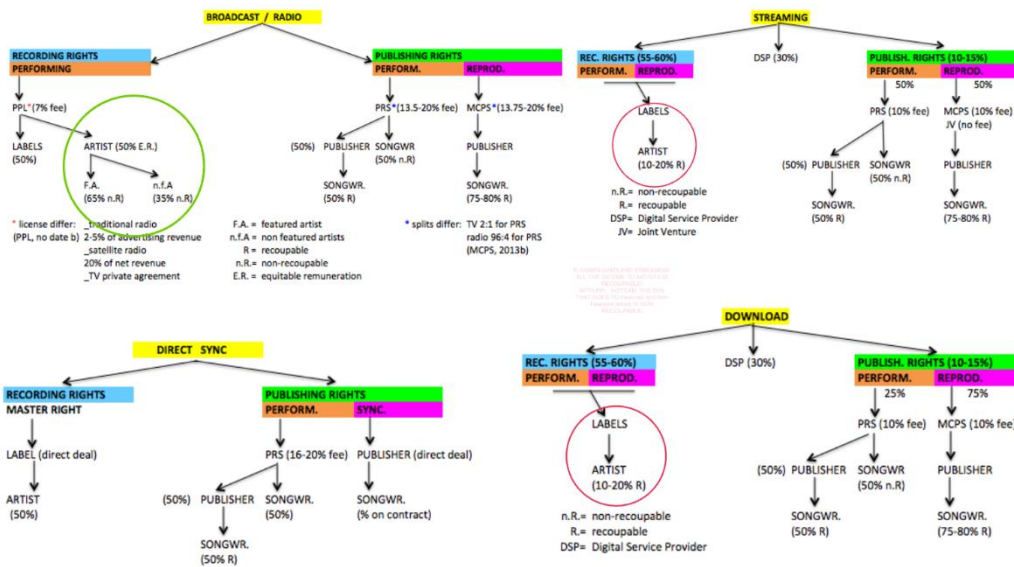 BROADCAST / RADIO
RECORDING RIGHTS
PERFORMING
PUBLISHING RIGHTS
PERFORM. REPROD.
PPL* (7% fee)
PRS*(13.5-20% fee) MCPS*(13.75-20% fee)
LABELS
(50%)
ARTIST (50% E.R.)
(50%) PUBLISHER
SONGWR
(50% n.R)
PUBLISHER
F.A.
(65% n.R)
n.f.A
(35% n.R)
SONGWR.
(50% R)
SONGWR.
(75-80% R)
* license differ: _traditional radio
(PPL, no date b) 2-5% of advertising revenue
_satellite radio
20% of net revenue
_TV private agreement
F.A. = featured artist
n.f.A = non featured artists
R = recoupable
n.R.= non-recoupable
E.R. = equitable remuneration
* splits differ: TV 2:1 for PRS
radio 96:4 for PRS
(MCPS, 2013b)
STREAMING
REC. RIGHTS (55-60%)
PERFORM. REPROD.
DSP (30%)
PUBLISH. RIGHTS (10-15%)
PERFORM. REPROD.
50% 50%
LABELS
PRS (10% fee) MCPS (10% fee)
JV (no fee)
ARTIST
(10-20% R)
(50%) PUBLISHER
SONGWR
(50% n.R)
PUBLISHER
SONGWR.
(50% R)
SONGWR.
(75-80% R)
n.R.= non-recoupable
R.= recoupable
DSP= Digital Service Provider
JV= Joint Venture
DIRECT SYNC
RECORDING RIGHTS
MASTER RIGHT
PUBLISHING RIGHTS
PERFORM. SYNC.
LABEL (direct deal)
PRS (16-20% fee) PUBLISHER (direct deal)
ARTIST
(50%)
(50%) PUBLISHER
SONGWR.
(50%)
SONGWR.
(% on contract)
SONGWR.
(50% R)
DOWNLOAD
REC. RIGHTS (55-60%)
PERFORM. REPROD.
DSP (30%)
PUBLISH. RIGHTS (10-15%)
PERFORM. REPROD.
25% 75%
LABELS
PRS (10% fee) MCPS (10% fee)
ARTIST
(10-20% R)
(50%) PUBLISHER
SONGWR
(50% n.R)
PUBLISHER
SONGWR.
(50% R)
SONGWR.
(75-80% R)
n.R.= non-recoupable
R.= recoupable
DSP= Digital Service Provider